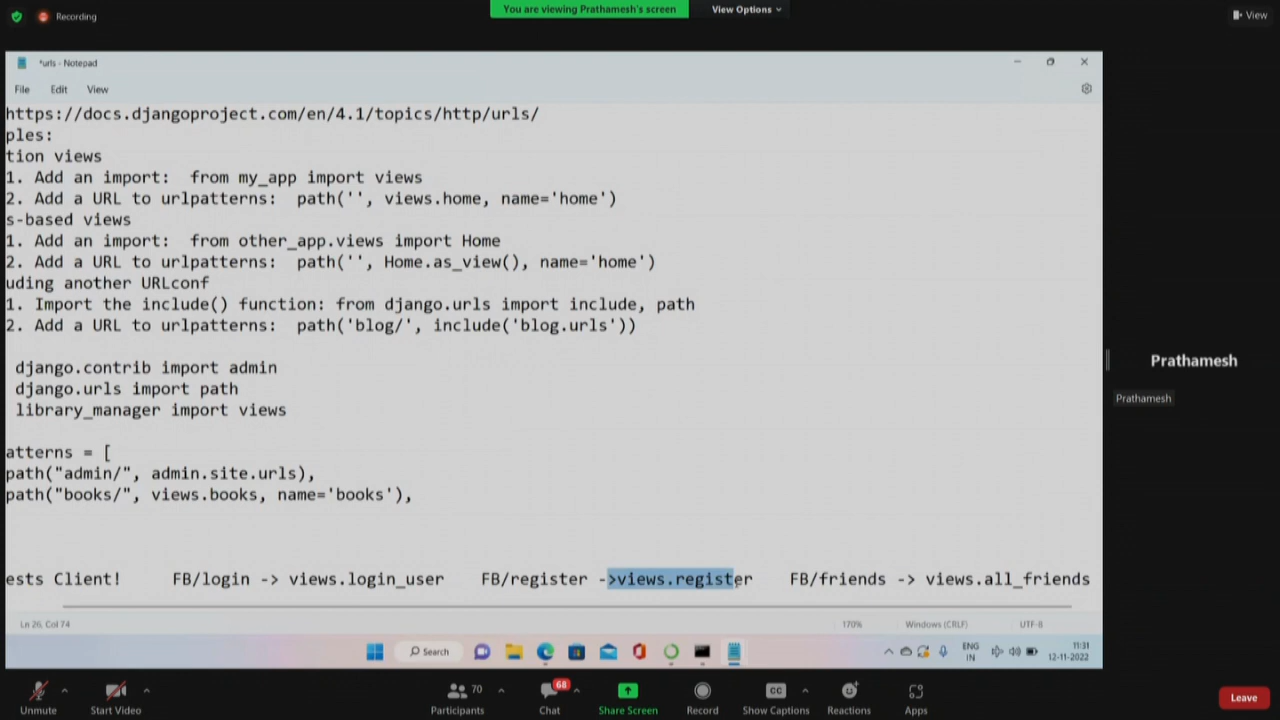 Recording
You are viewing Prathamesh's screen
View Options
View
*urls - Notepad
File Edit View
https://docs.djangoproject.com/en/4.1/topics/http/urls/
ples:
tion views
1. Add an import:  from my_app import views
2. Add a URL to urlpatterns:  path('', views.home, name='home')
s-based views
1. Add an import:  from other_app.views import Home
2. Add a URL to urlpatterns:  path('', Home.as_view(), name='home')
uding another URLconf
1. Import the include() function: from django.urls import include, path
2. Add a URL to urlpatterns:  path('blog/', include('blog.urls'))
django.contrib import admin
django.urls import path
library_manager import views
atterns = [
path("admin/", admin.site.urls),
path("books/", views.books, name='books'),
ests Client! FB/login -> views.login_user FB/register ->views.register FB/friends -> views.all_friends
Ln 26, Col 74 170% Windows (CRLF) UTF-8
Search
ENG
IN
11:31
12-11-2022
Prathamesh
Prathamesh
Unmute
Start Video
70
Participants
68
Chat
Share Screen
Record
CC
Show Captions
Reactions
Apps
Leave